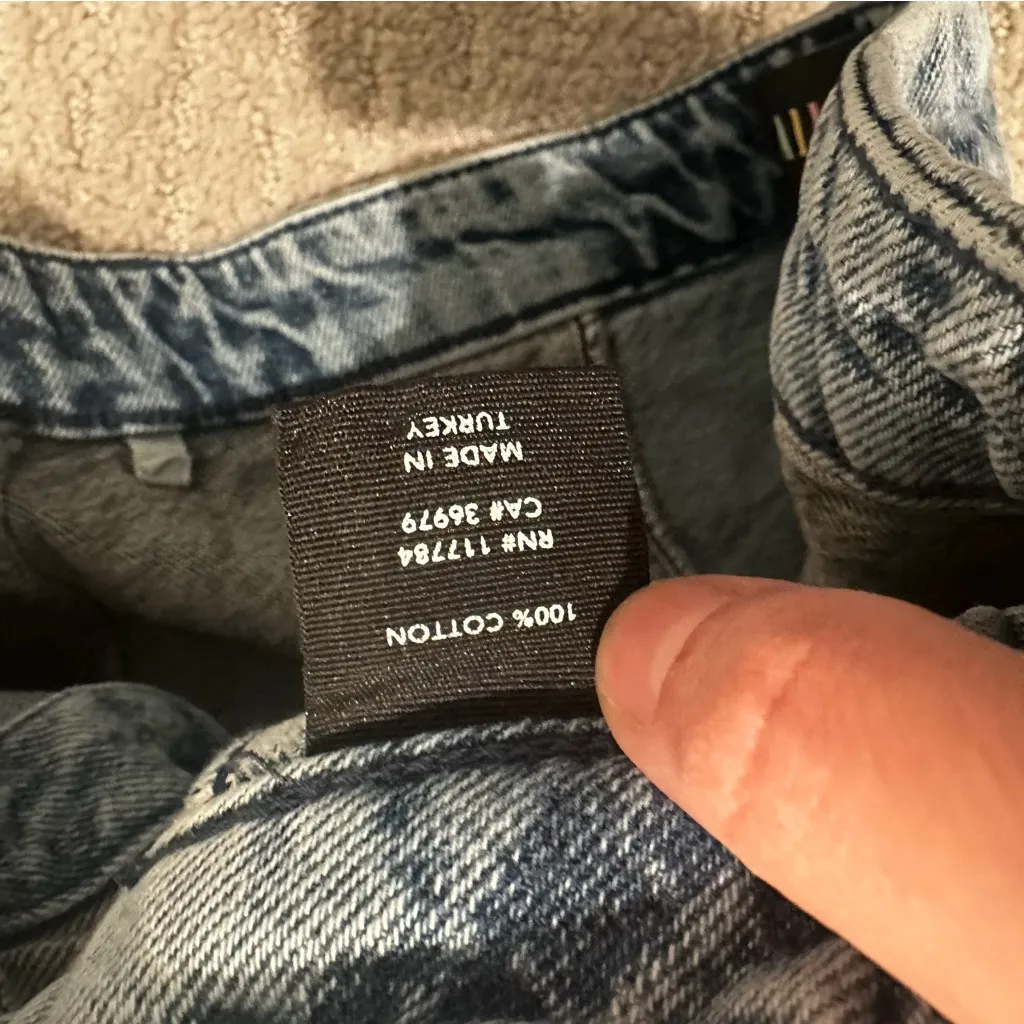 100% COTTON
RN# 117784
CA# 36979
MADE IN
TURKEY